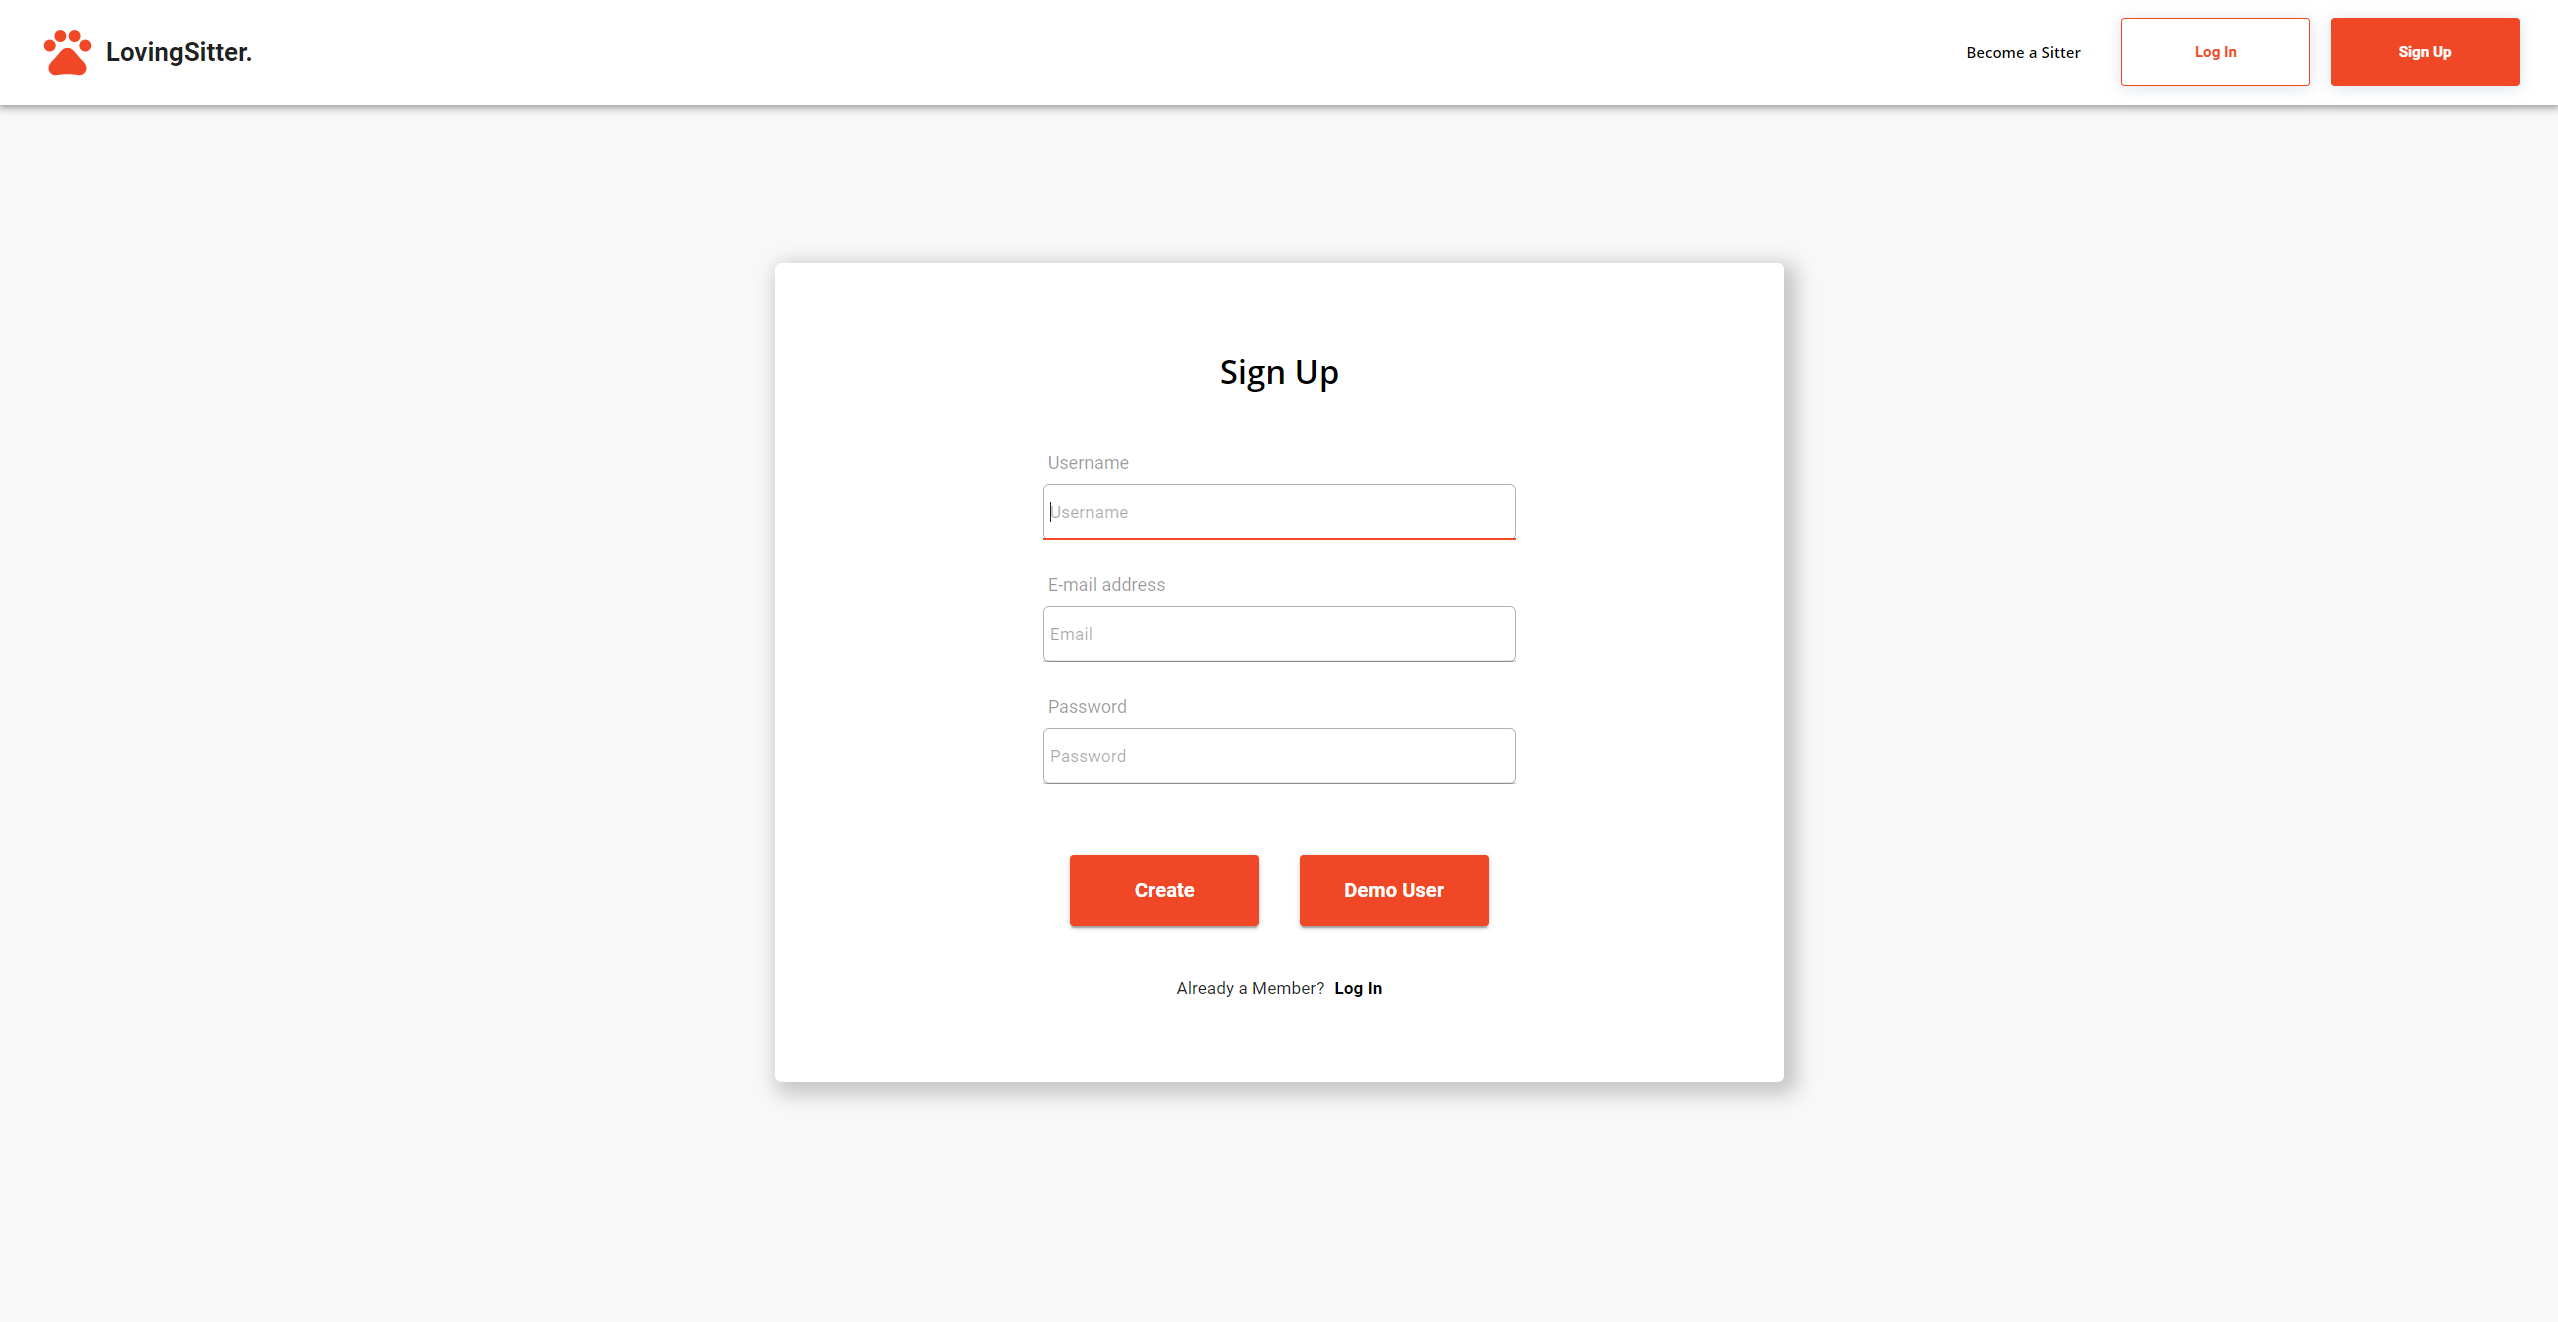 LovingSitter.
Become a Sitter
Log In
Sign Up
Sign Up
Username
Username
E-mail address
Email
Password
Password
Create
Demo User
Already a Member? Log In